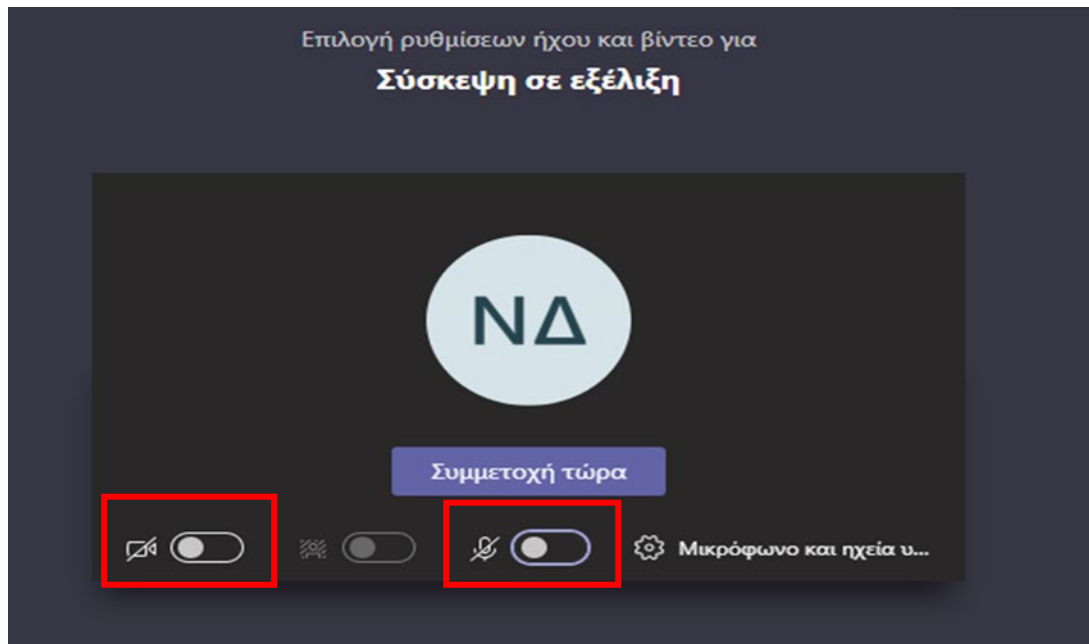 Επιλογή ρυθμίσεων ήχου και βίντεο για
Σύσκεψη σε εξέλιξη
ΝΔ
Συμμετοχή τώρα
Μικρόφωνο και ηχεία υ...